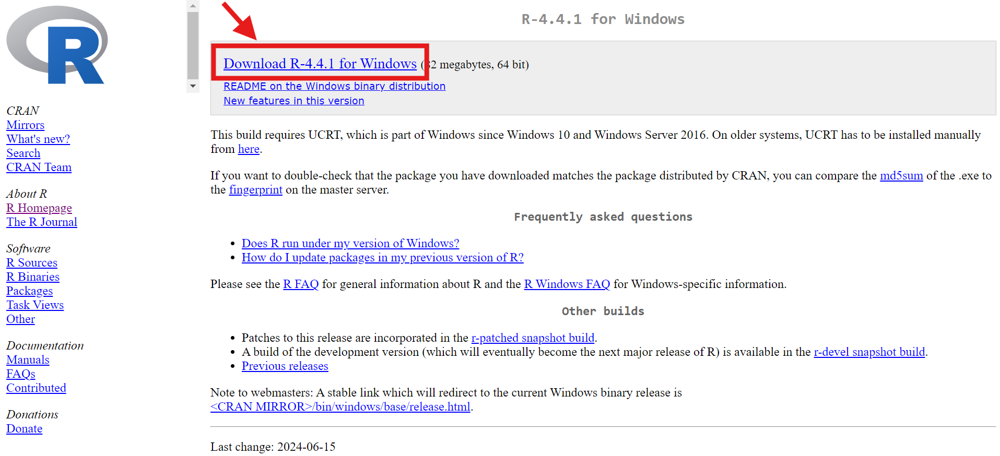 R
CRAN
Mirrors
What's new?
Search
CRAN Team
About R
R Homepage
The R Journal
Software
R Sources
R Binaries
Packages
Task Views
Other
Documentation
Manuals
FAQs
Contributed
Donations
Donate
R-4.4.1 for Windows
Download R-4.4.1 for Windows (82 megabytes, 64 bit)
README on the Windows binary distribution
New features in this version
This build requires UCRT, which is part of Windows since Windows 10 and Windows Server 2016. On older systems, UCRT has to be installed manually
from here.
If you want to double-check that the package you have downloaded matches the package distributed by CRAN, you can compare the md5sum of the .exe to
the fingerprint on the master server.
Frequently asked questions
Does R run under my version of Windows?
How do I update packages in my previous version of R?
Please see the R FAQ for general information about R and the R Windows FAQ for Windows-specific information.
Other builds
Patches to this release are incorporated in the r-patched snapshot build.
A build of the development version (which will eventually become the next major release of R) is available in the r-devel snapshot build.
Previous releases
Note to webmasters: A stable link which will redirect to the current Windows binary release is
<CRAN MIRROR>/bin/windows/base/release.html.
Last change: 2024-06-15